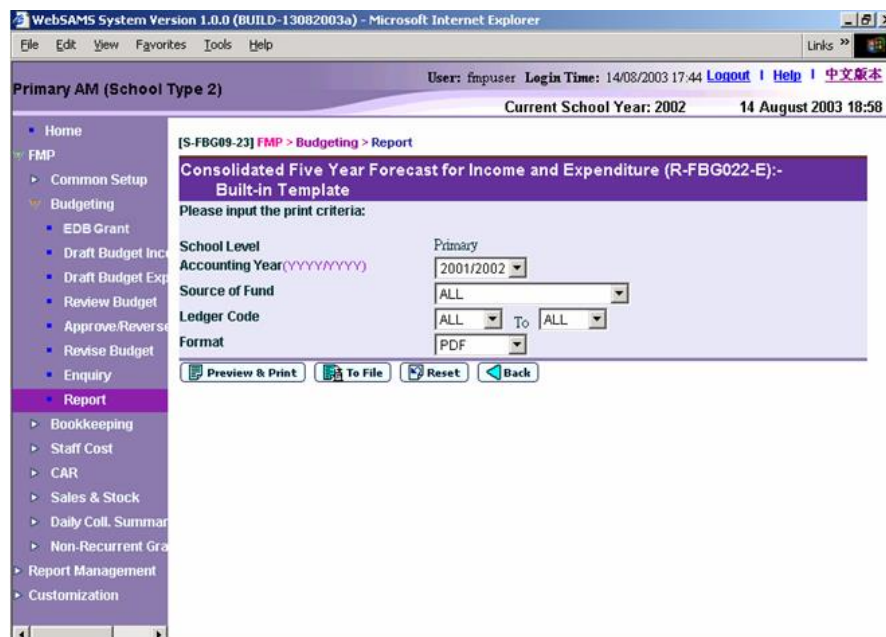 WebSAMS System Version 1.0.0 (BUILD-13082003a) - Microsoft Internet Explorer
File Edit View Favorites Tools Help Links »
Primary AM (School Type 2)
User: fmpuser Login Time: 14/08/2003 17:44 Logout | Help | 中文版本
Current School Year: 2002 14 August 2003 18:58
Home
FMP
Common Setup
Budgeting
EDB Grant
Draft Budget Inc
Draft Budget Exp
Review Budget
Approve/Reverse
Revise Budget
Enquiry
Report
Bookkeeping
Staff Cost
CAR
Sales & Stock
Daily Coll. Summar
Non-Recurrent Gra
Report Management
Customization
[S-FBG09-23] FMP > Budgeting > Report
Consolidated Five Year Forecast for Income and Expenditure (R-FBG022-E):-
Built-in Template
Please input the print criteria:
School Level Primary
Accounting Year(YYYY/YYYY) 2001/2002
Source of Fund ALL
Ledger Code ALL To ALL
Format PDF
Preview & Print To File Reset Back